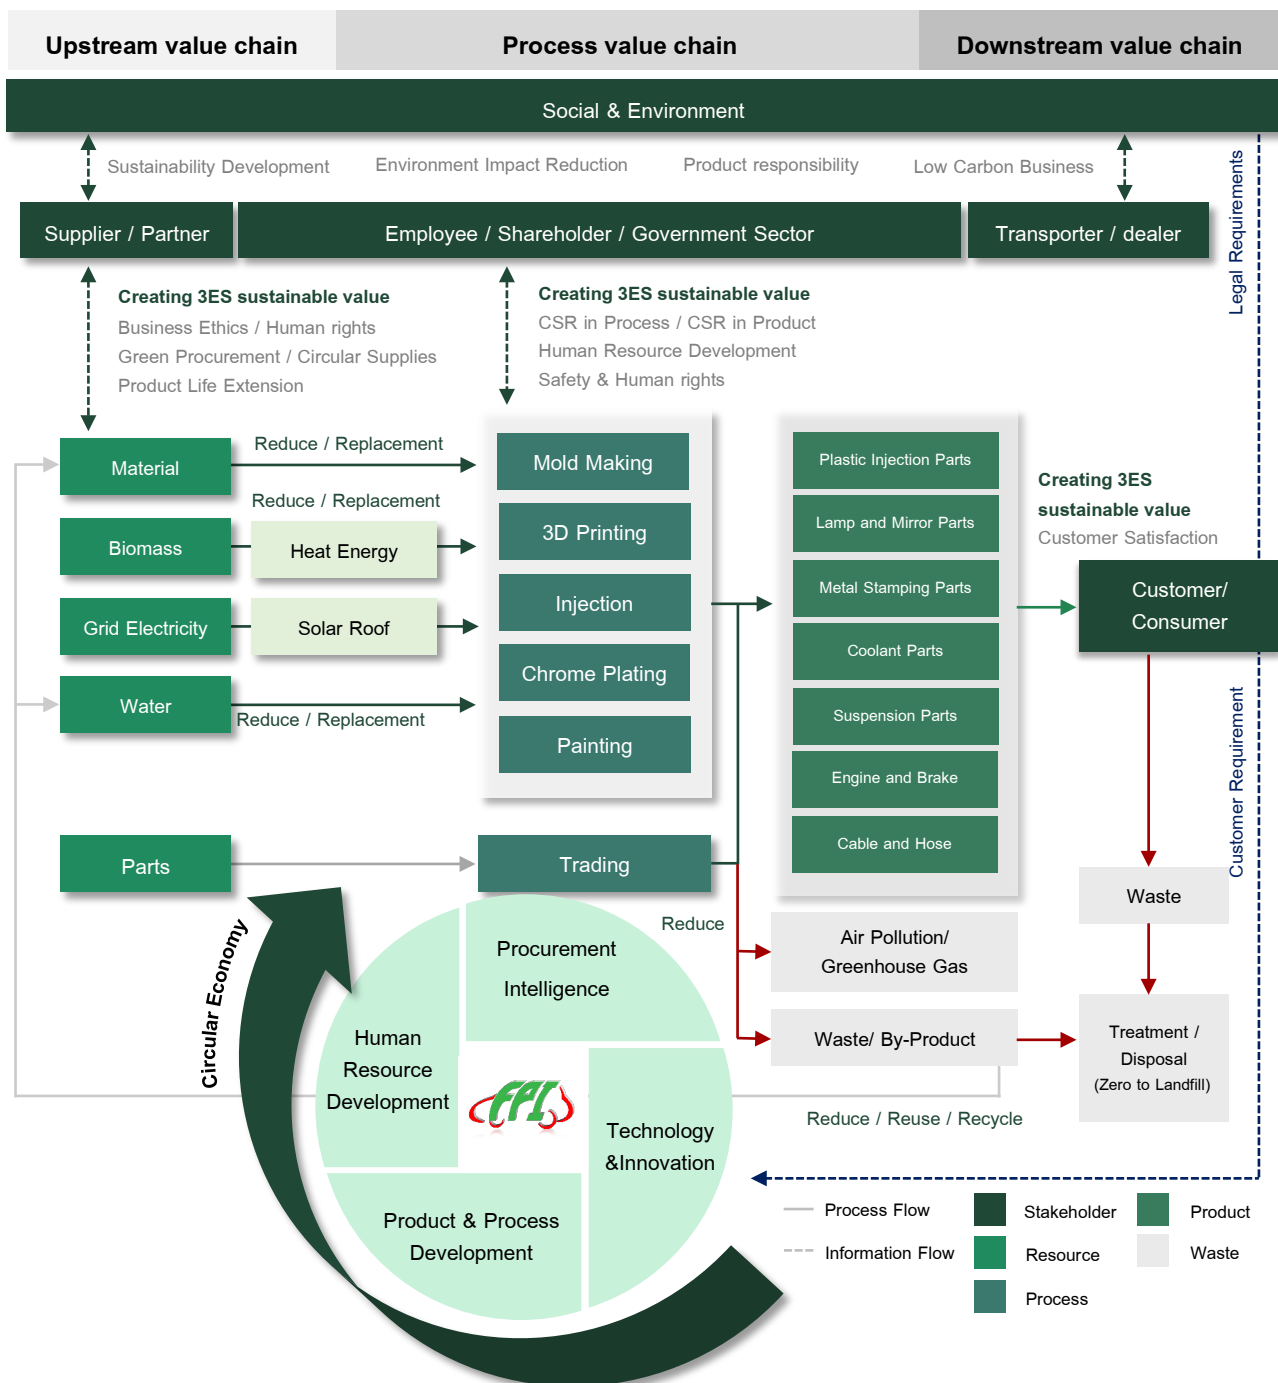 Upstream value chain
Process value chain
Downstream value chain
Social & Environment
Sustainability Development
Environment Impact Reduction
Product responsibility
Low Carbon Business
Legal Requirements
Supplier / Partner
Employee / Shareholder / Government Sector
Transporter / dealer
Creating 3ES sustainable value
Business Ethics / Human rights
Green Procurement / Circular Supplies
Product Life Extension
Creating 3ES sustainable value
CSR in Process / CSR in Product
Human Resource Development
Safety & Human rights
Material
Reduce / Replacement
Biomass
Reduce / Replacement
Heat Energy
Grid Electricity
Solar Roof
Water
Reduce / Replacement
Parts
Mold Making
3D Printing
Injection
Chrome Plating
Painting
Trading
Plastic Injection Parts
Lamp and Mirror Parts
Metal Stamping Parts
Coolant Parts
Suspension Parts
Engine and Brake
Cable and Hose
Creating 3ES
sustainable value
Customer Satisfaction
Customer/
Consumer
Customer Requirement
Waste
Reduce
Air Pollution/
Greenhouse Gas
Waste/ By-Product
Treatment /
Disposal
(Zero to Landfill)
Reduce / Reuse / Recycle
Circular Economy
Procurement
Intelligence
Human
Resource
Development
FPI
Technology
&Innovation
Product & Process
Development
Process Flow
Information Flow
Stakeholder
Resource
Process
Product
Waste